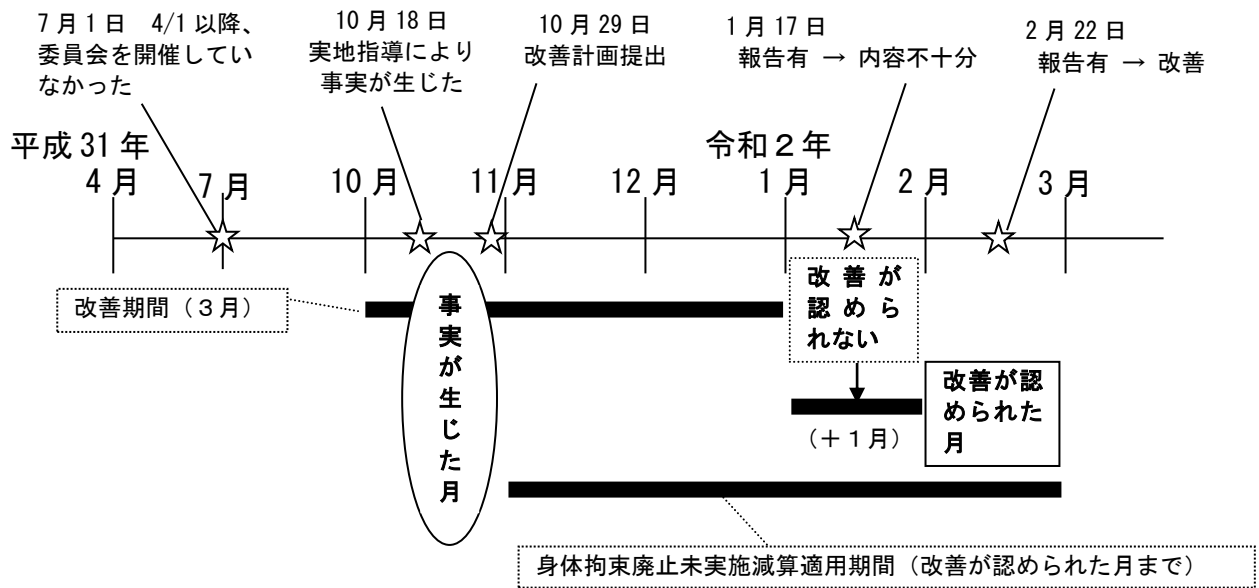 7月1日　4/1以降、
委員会を開催してい
なかった
10月18日
実地指導により
事実が生じた
10月29日
改善計画提出
1月17日
報告有 → 内容不十分
2月22日
報告有 → 改善
平成31年
令和２年
4月
7月
10月
11月
12月
1月
2月
3月
改善期間（３月）
事実が生じた月
改善が
認めら
れない
（＋１月）
改善が認
められた
月
身体拘束廃止未実施減算適用期間（改善が認められた月まで）